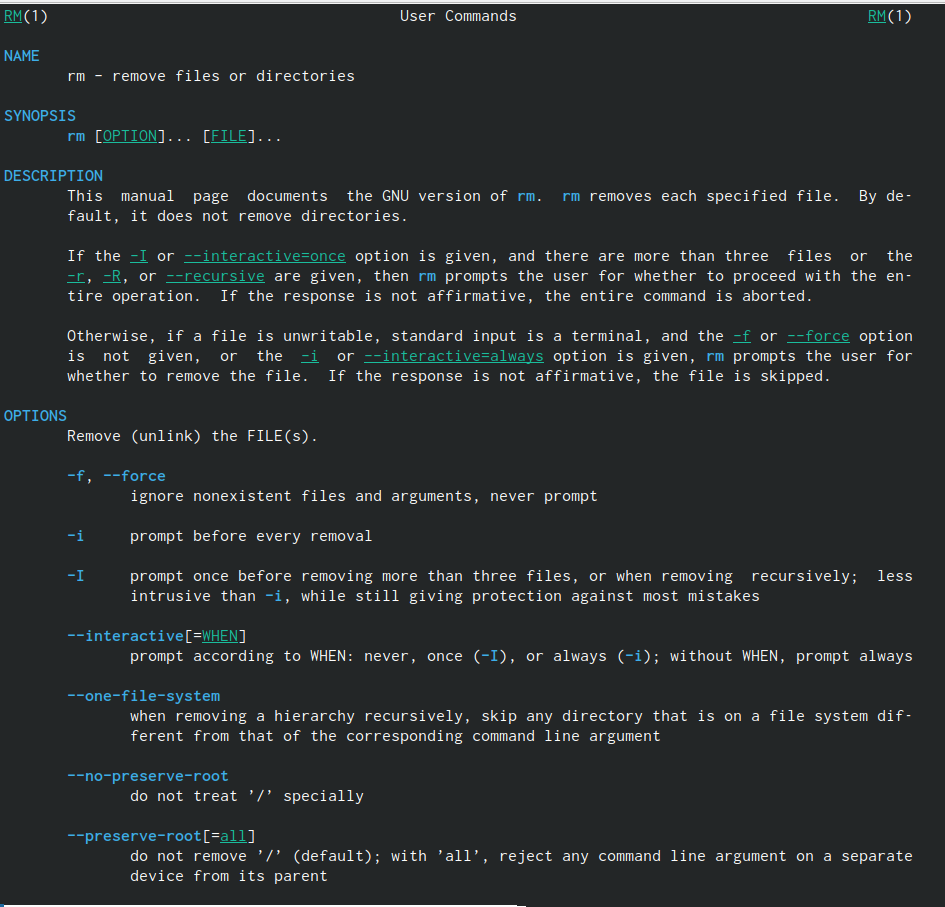 RM(1) User Commands RM(1)
NAME
rm - remove files or directories
SYNOPSIS
rm [OPTION]... [FILE]...
DESCRIPTION
This manual page documents the GNU version of rm. rm removes each specified file. By de-
fault, it does not remove directories.
If the -I or --interactive=once option is given, and there are more than three files or the
-r, -R, or --recursive are given, then rm prompts the user for whether to proceed with the en-
tire operation. If the response is not affirmative, the entire command is aborted.
Otherwise, if a file is unwritable, standard input is a terminal, and the -f or --force option
is not given, or the -i or --interactive=always option is given, rm prompts the user for
whether to remove the file. If the response is not affirmative, the file is skipped.
OPTIONS
Remove (unlink) the FILE(s).
-f, --force
ignore nonexistent files and arguments, never prompt
-i prompt before every removal
-I prompt once before removing more than three files, or when removing recursively; less
intrusive than -i, while still giving protection against most mistakes
--interactive[=WHEN]
prompt according to WHEN: never, once (-I), or always (-i); without WHEN, prompt always
--one-file-system
when removing a hierarchy recursively, skip any directory that is on a file system dif-
ferent from that of the corresponding command line argument
--no-preserve-root
do not treat ’/’ specially
--preserve-root[=all]
do not remove ’/’ (default); with ’all’, reject any command line argument on a separate
device from its parent